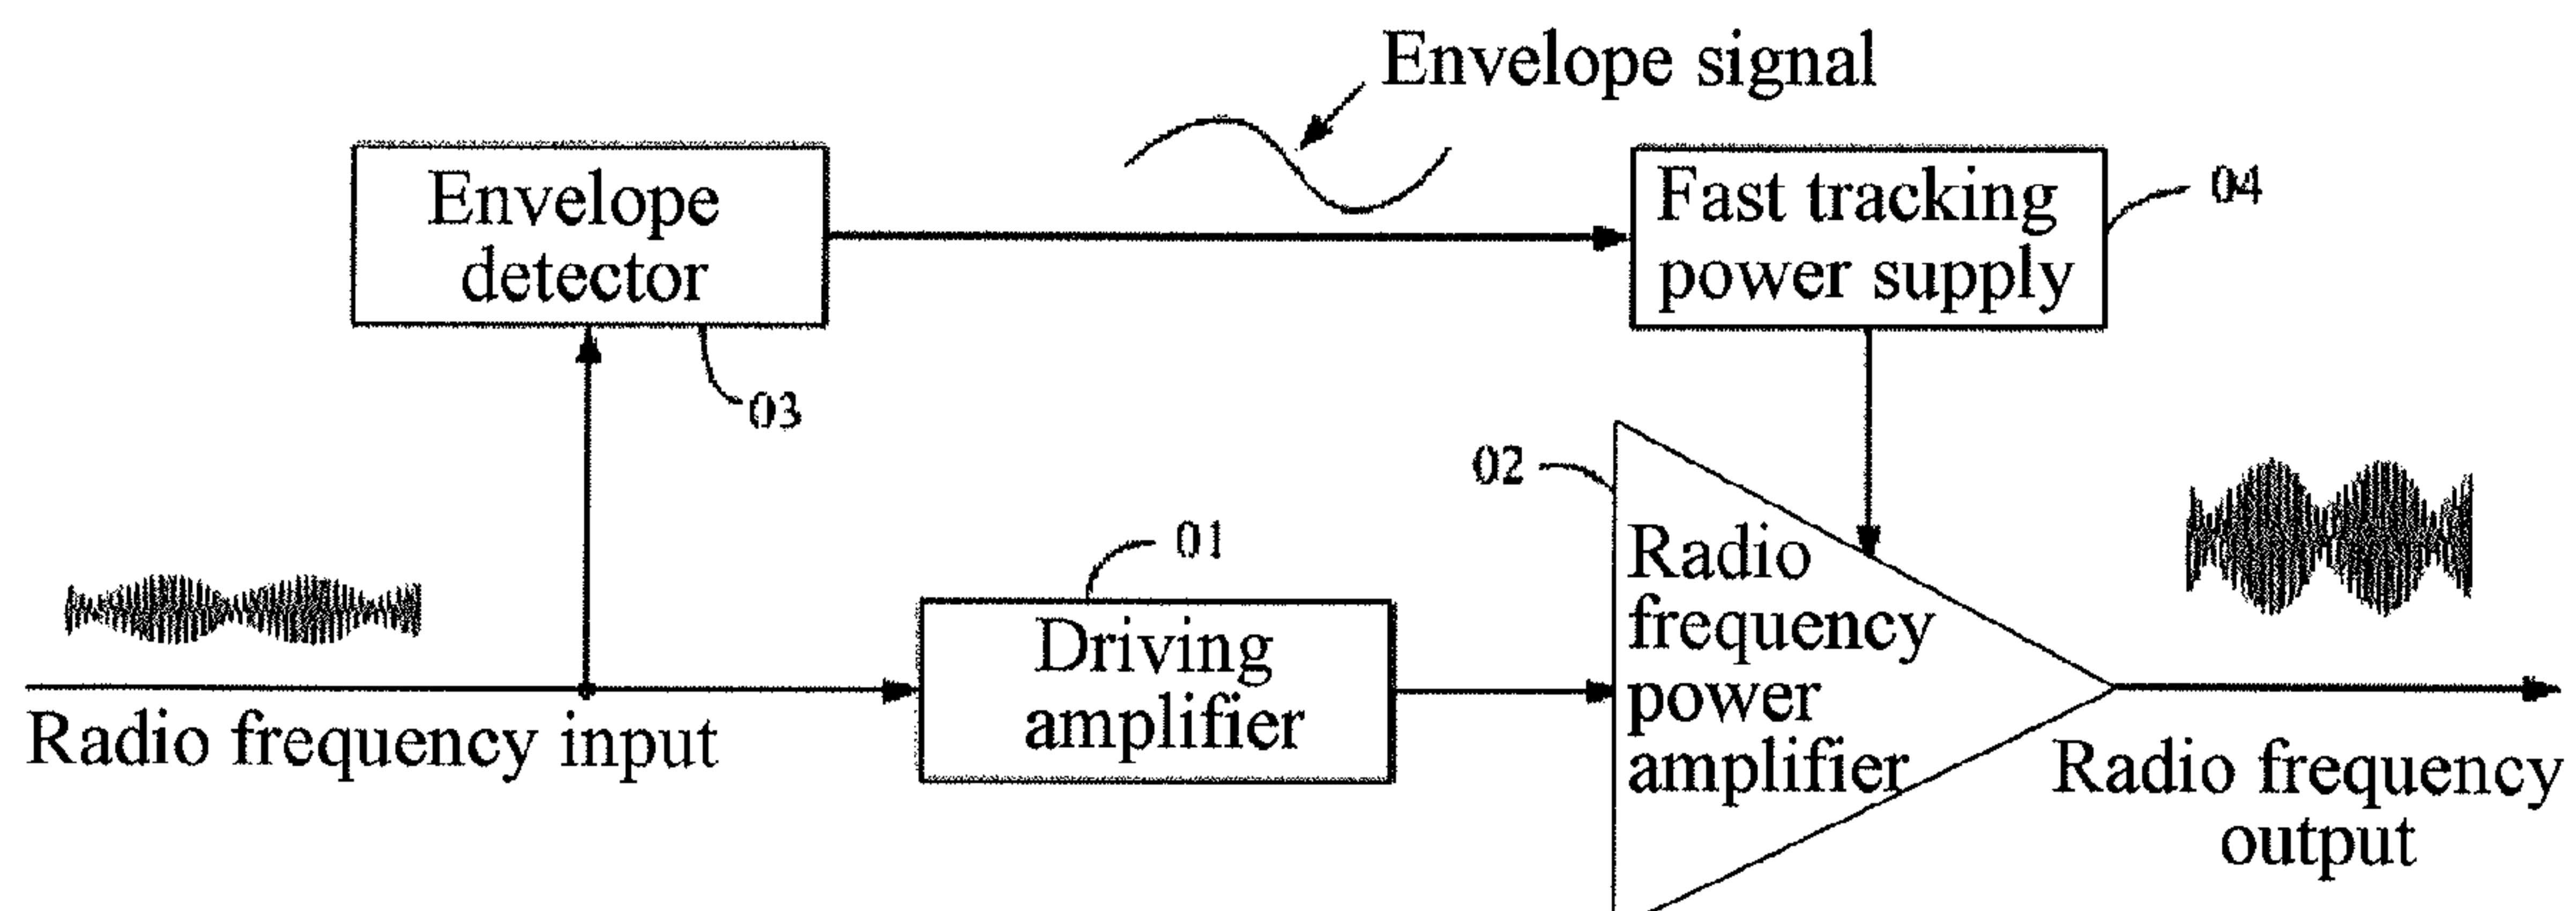 Envelope signal
Envelope
detector
Fast tracking
power supply
04
03
02
01
Radio
frequency
power
amplifier
Driving
amplifier
Radio frequency input
Radio frequency
output